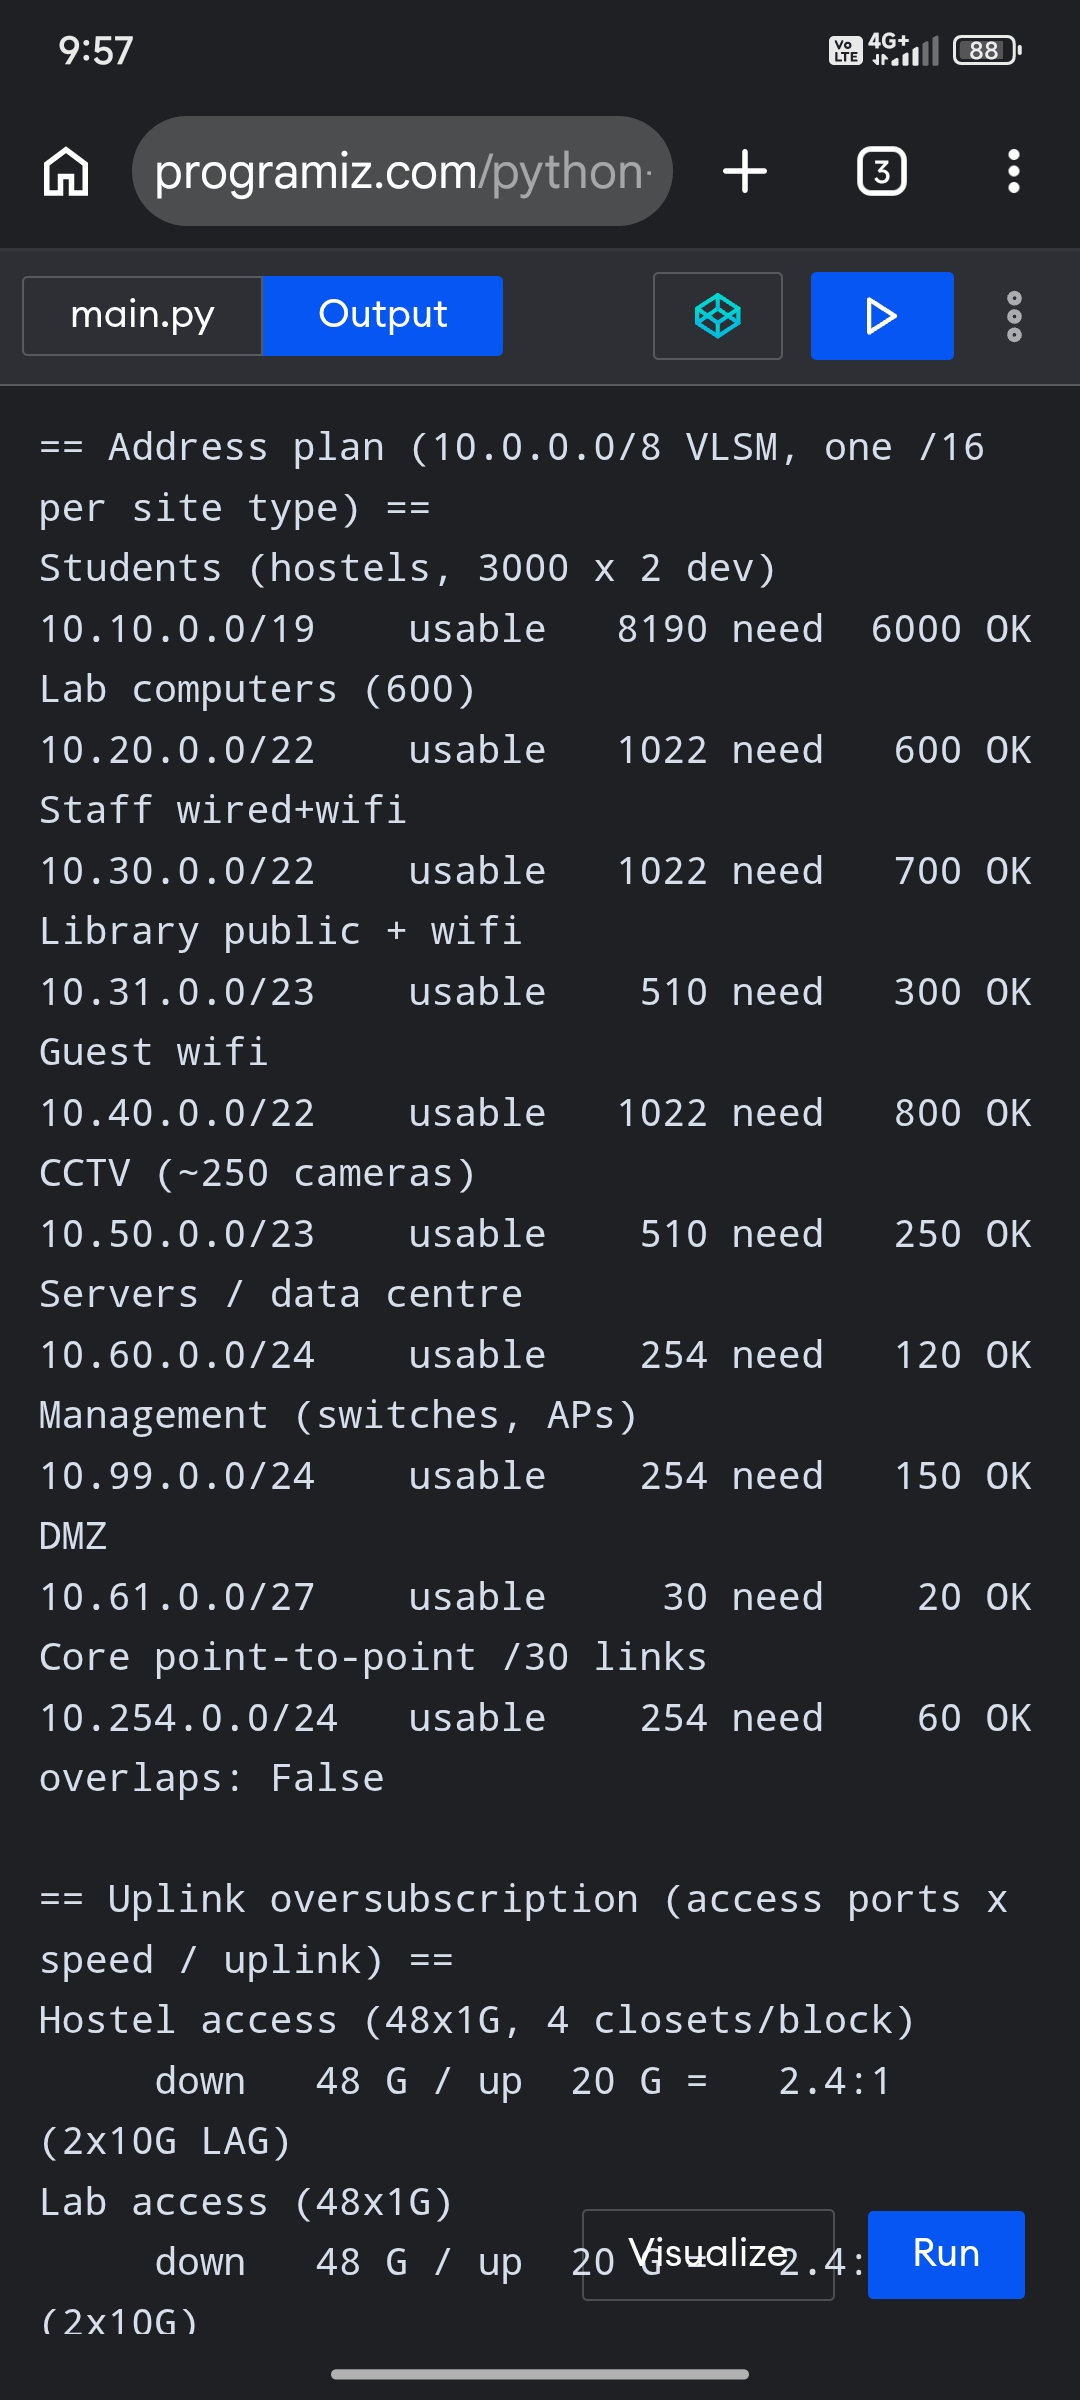 9:57
Vo LTE 4G+ 88
programiz.com/python-
3
main.py Output
== Address plan (10.0.0.0/8 VLSM, one /16
per site type) ==
Students (hostels, 3000 x 2 dev)
10.10.0.0/19    usable   8190 need  6000 OK
Lab computers (600)
10.20.0.0/22    usable   1022 need   600 OK
Staff wired+wifi
10.30.0.0/22    usable   1022 need   700 OK
Library public + wifi
10.31.0.0/23    usable    510 need   300 OK
Guest wifi
10.40.0.0/22    usable   1022 need   800 OK
CCTV (~250 cameras)
10.50.0.0/23    usable    510 need   250 OK
Servers / data centre
10.60.0.0/24    usable    254 need   120 OK
Management (switches, APs)
10.99.0.0/24    usable    254 need   150 OK
DMZ
10.61.0.0/27    usable     30 need    20 OK
Core point-to-point /30 links
10.254.0.0/24   usable    254 need    60 OK
overlaps: False
== Uplink oversubscription (access ports x
speed / uplink) ==
Hostel access (48x1G, 4 closets/block)
     down   48 G / up  20 G =   2.4:1
(2x10G LAG)
Lab access (48x1G)
     down   48 G / up  20 G =   2.4:
Visualize Run
(2x10G)